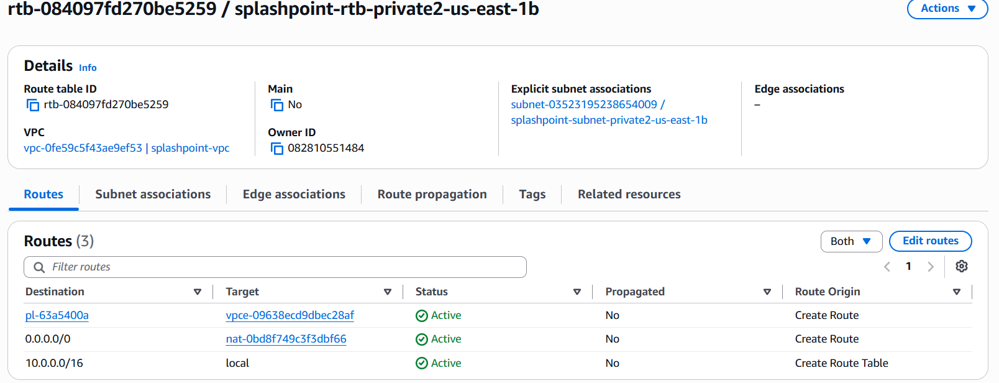 rtb-084097fd270be5259 / splashpoint-rtb-private2-us-east-1b
Actions
Details Info
Route table ID
rtb-084097fd270be5259
Main
No
Explicit subnet associations
subnet-03523195238654009 /
splashpoint-subnet-private2-us-east-1b
Edge associations
–
VPC
vpc-0fe59c5f43ae9ef53 | splashpoint-vpc
Owner ID
082810551484
Routes Subnet associations Edge associations Route propagation Tags Related resources
Routes (3)
Both
Edit routes
Filter routes
1
Destination Target Status Propagated Route Origin
pl-63a5400a vpce-09638ecd9dbec28af Active No Create Route
0.0.0.0/0 nat-0bd8f749c3f3dbf66 Active No Create Route
10.0.0.0/16 local Active No Create Route Table